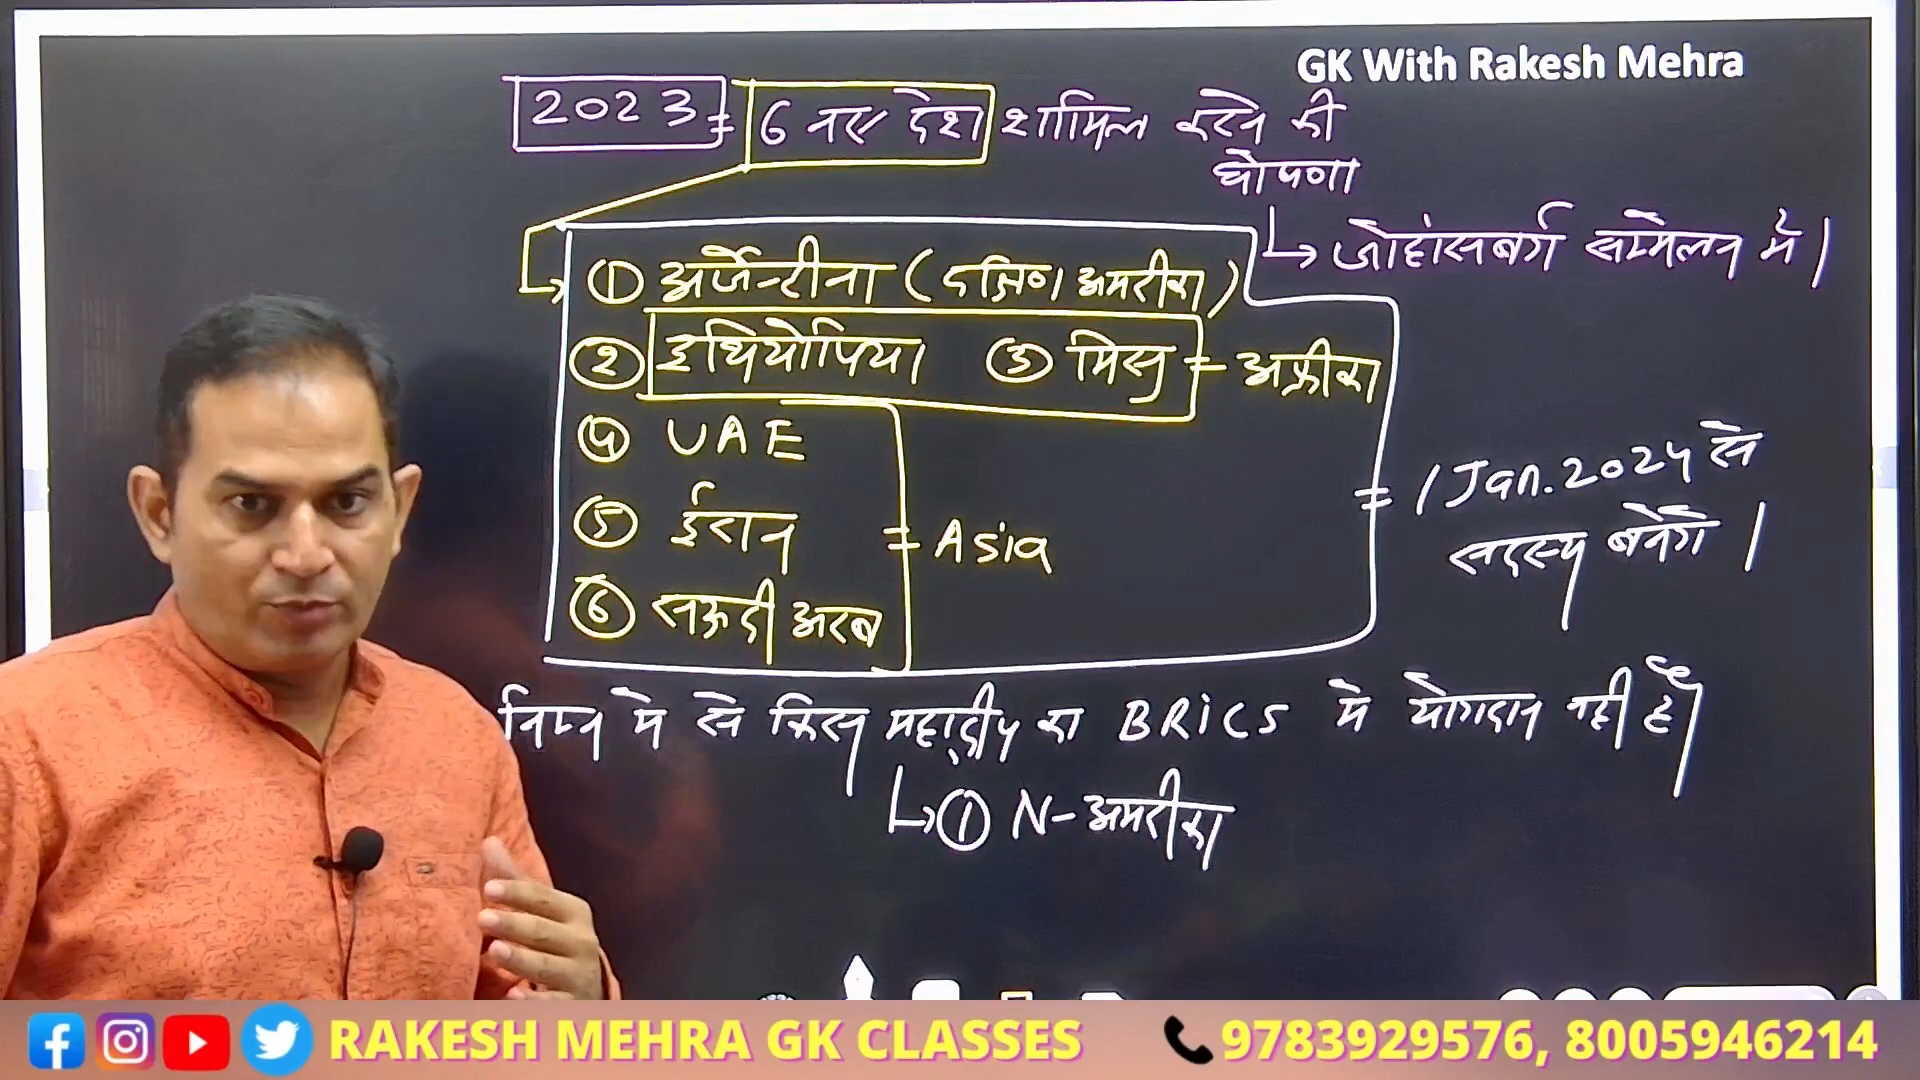 GK With Rakesh Mehra
2023 = 6 नए देश शामिल करने की
घोषणा
↳ जोहांसबर्ग सम्मेलन में।
① अर्जेन्टीना (दक्षिण अमरीका)
② इथियोपिया ③ मिस्र = अफ्रीका
④ UAE
⑤ ईरान = Asia
⑥ सऊदी अरब
= 1 Jan. 2024 से
सदस्य बनेंगे।
निम्न में से किस महाद्वीप का BRICS में योगदान नहीं है
↳ ① N-अमरीका
RAKESH MEHRA GK CLASSES 9783929576, 8005946214